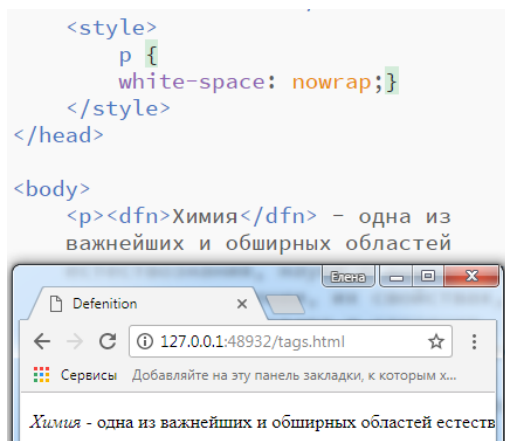 <style>
p {
white-space: nowrap;}
</style>
</head>
<body>
<p><dfn>Химия</dfn> - одна из
важнейших и обширных областей
Елена
Defenition
127.0.0.1:48932/tags.html
Сервисы Добавляйте на эту панель закладки, к которым х...
Химия - одна из важнейших и обширных областей естеств